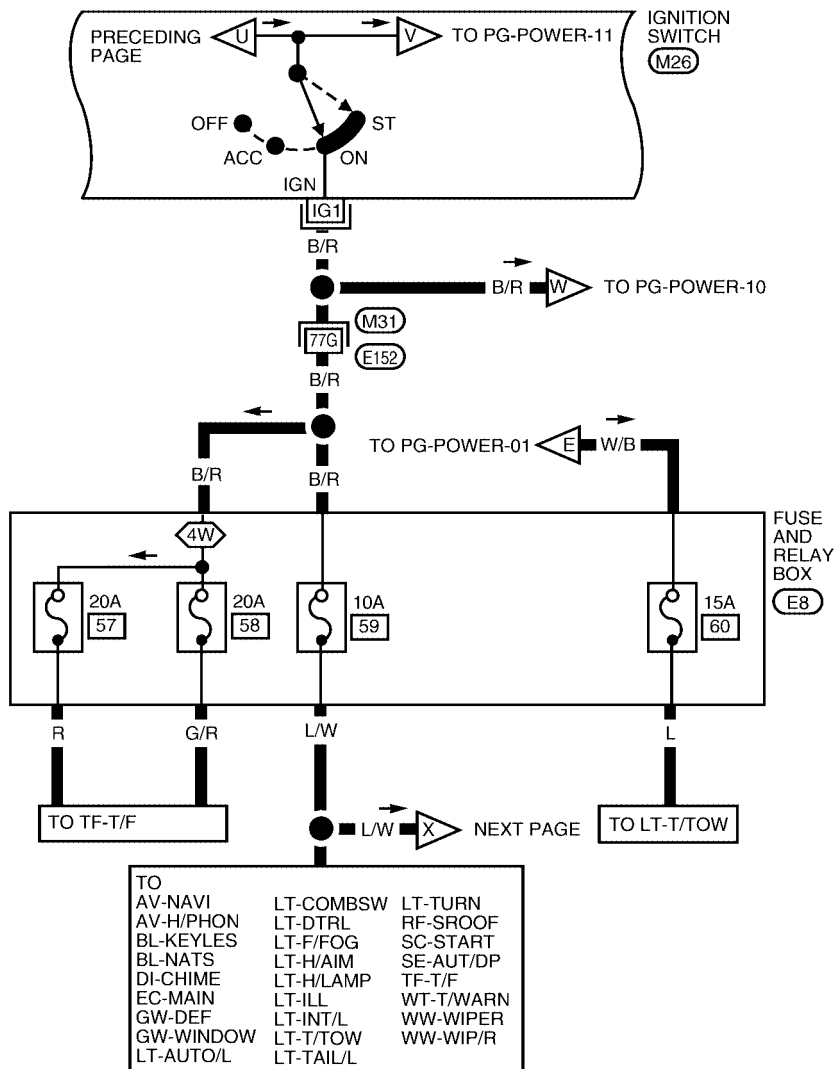 PRECEDING
PAGE
U
V
TO PG-POWER-11
IGNITION
SWITCH
M26
OFF
ACC
ST
ON
IGN
IG1
B/R
B/R
W
TO PG-POWER-10
77G
M31
E152
B/R
TO PG-POWER-01
E
W/B
B/R
B/R
4W
FUSE
AND
RELAY
BOX
E8
20A
57
20A
58
10A
59
15A
60
R
G/R
L/W
L
TO TF-T/F
L/W
X
NEXT PAGE
TO LT-T/TOW
TO
AV-NAVI
AV-H/PHON
BL-KEYLES
BL-NATS
DI-CHIME
EC-MAIN
GW-DEF
GW-WINDOW
LT-AUTO/L
LT-COMBSW
LT-DTRL
LT-F/FOG
LT-H/AIM
LT-H/LAMP
LT-ILL
LT-INT/L
LT-T/TOW
LT-TAIL/L
LT-TURN
RF-SROOF
SC-START
SE-AUT/DP
TF-T/F
WT-T/WARN
WW-WIPER
WW-WIP/R